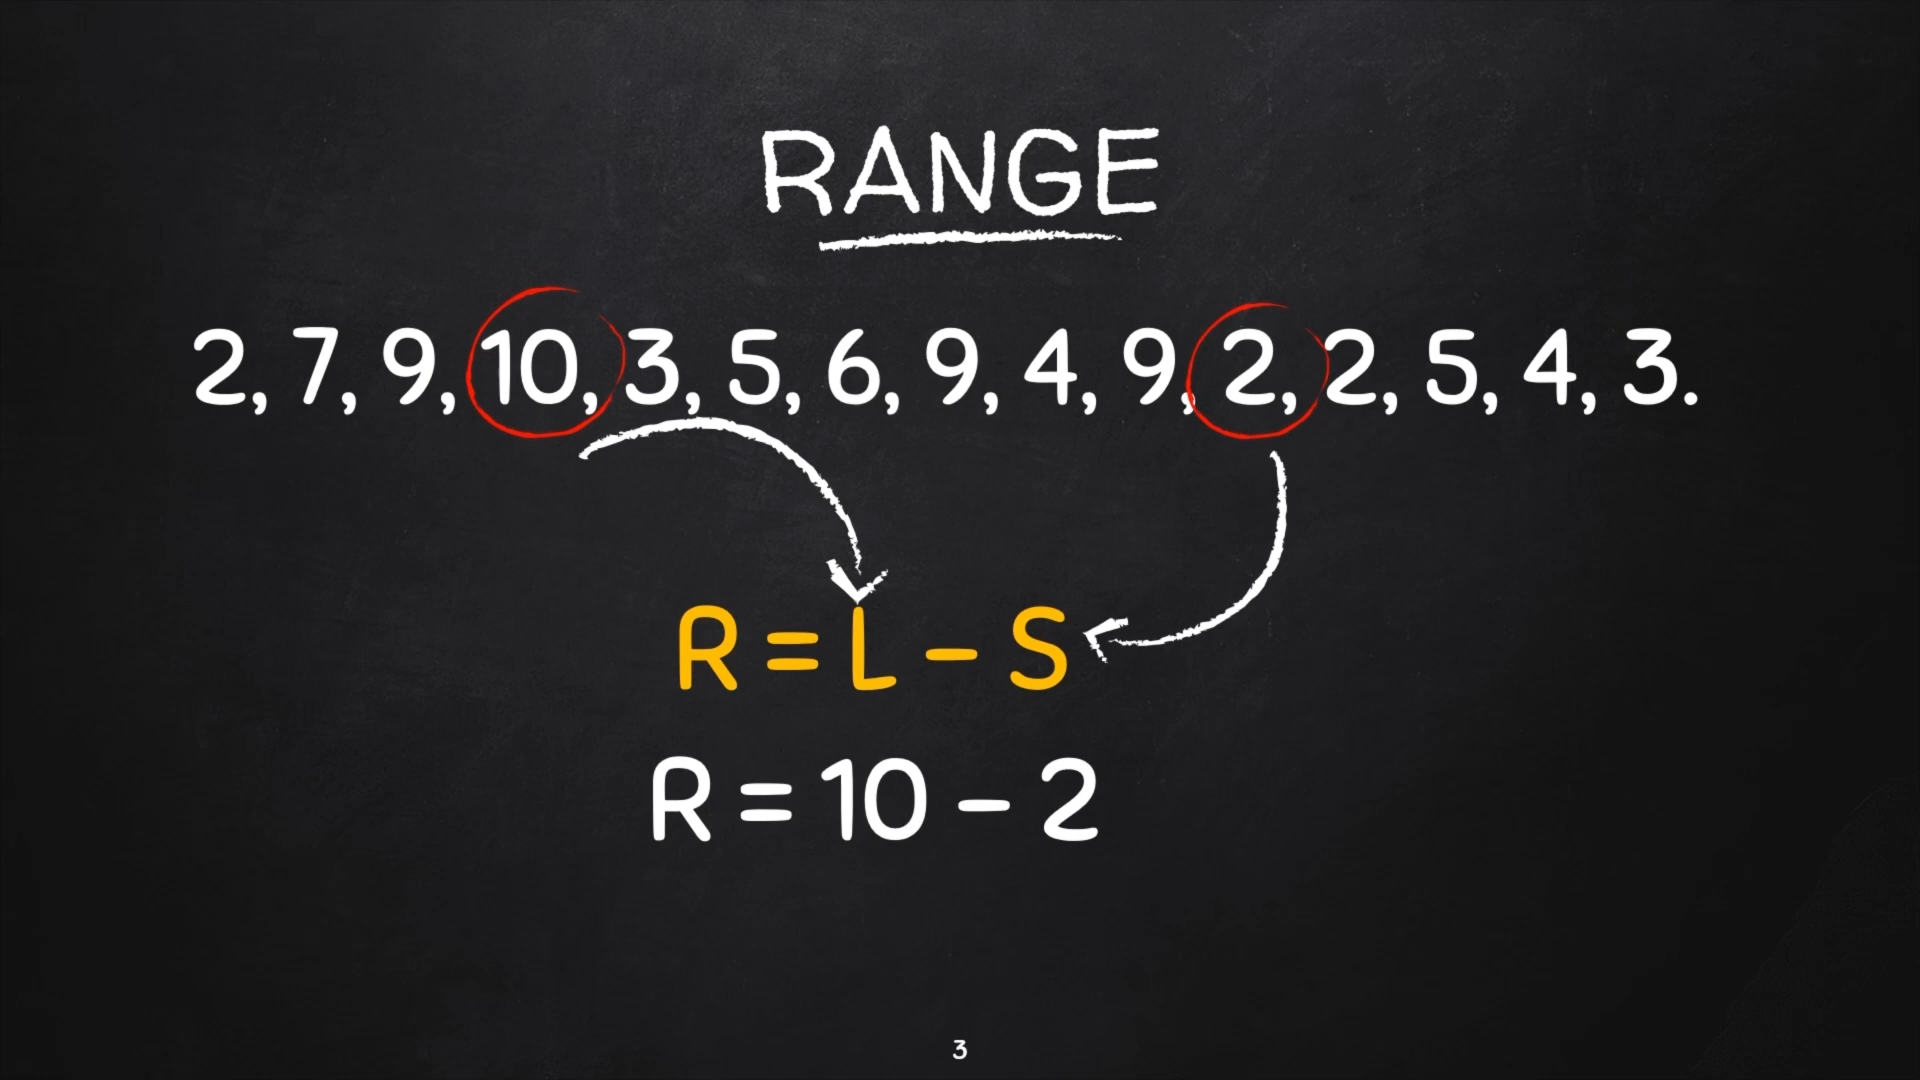 RANGE
2, 7, 9, 10, 3, 5, 6, 9, 4, 9, 2, 2, 5, 4, 3.
R = L - S
R = 10 - 2
3